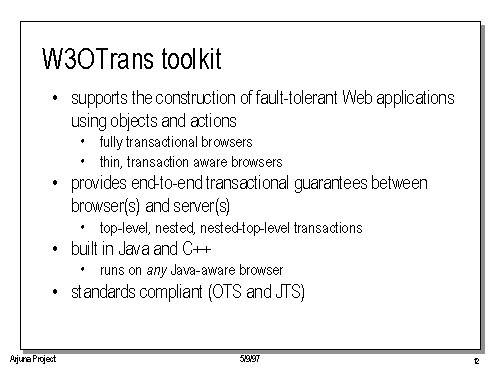 W3OTrans toolkit
• supports the construction of fault-tolerant Web applications
using objects and actions
• fully transactional browsers
• thin, transaction aware browsers
• provides end-to-end transactional guarantees between
browser(s) and server(s)
• top-level, nested, nested-top-level transactions
• built in Java and C++
• runs on any Java-aware browser
• standards compliant (OTS and JTS)
Arjuna Project
5/9/97
12